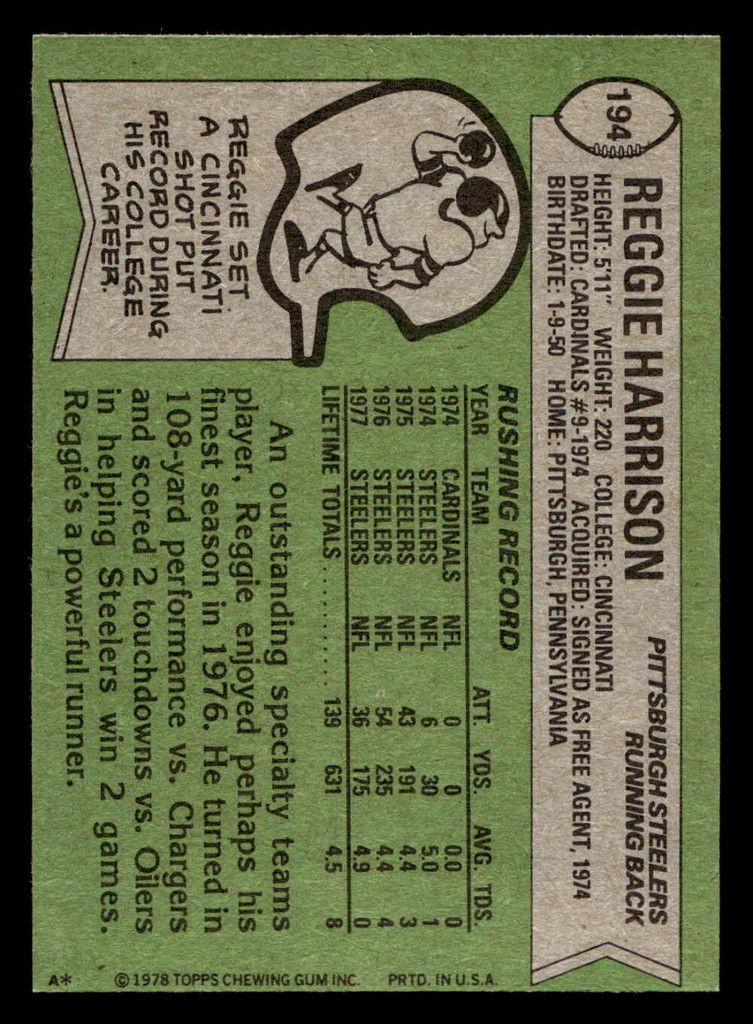 194
REGGIE HARRISON
PITTSBURGH STEELERS
RUNNING BACK
HEIGHT: 5'11" WEIGHT: 220 COLLEGE: CINCINNATI
DRAFTED: CARDINALS #9-1974 ACQUIRED: SIGNED AS FREE AGENT, 1974
BIRTHDATE: 1-9-50 HOME: PITTSBURGH, PENNSYLVANIA
REGGIE SET
A CINCINNATI
SHOT PUT
RECORD DURING
HIS COLLEGE
CAREER.
RUSHING RECORD
YEAR TEAM ATT. YDS. AVG. TDS.
1974 CARDINALS NFL 0 0 0.0 0
1974 STEELERS NFL 6 30 5.0 1
1975 STEELERS NFL 43 191 4.4 3
1976 STEELERS NFL 54 235 4.4 4
1977 STEELERS NFL 36 175 4.9 0
LIFETIME TOTALS............ 139 631 4.5 8
An outstanding specialty teams
player, Reggie enjoyed perhaps his
finest season in 1976. He turned in
108-yard performance vs. Chargers
and scored 2 touchdowns vs. Oilers
in helping Steelers win 2 games.
Reggie's a powerful runner.
A* © 1978 TOPPS CHEWING GUM INC. PRTD. IN U.S.A.